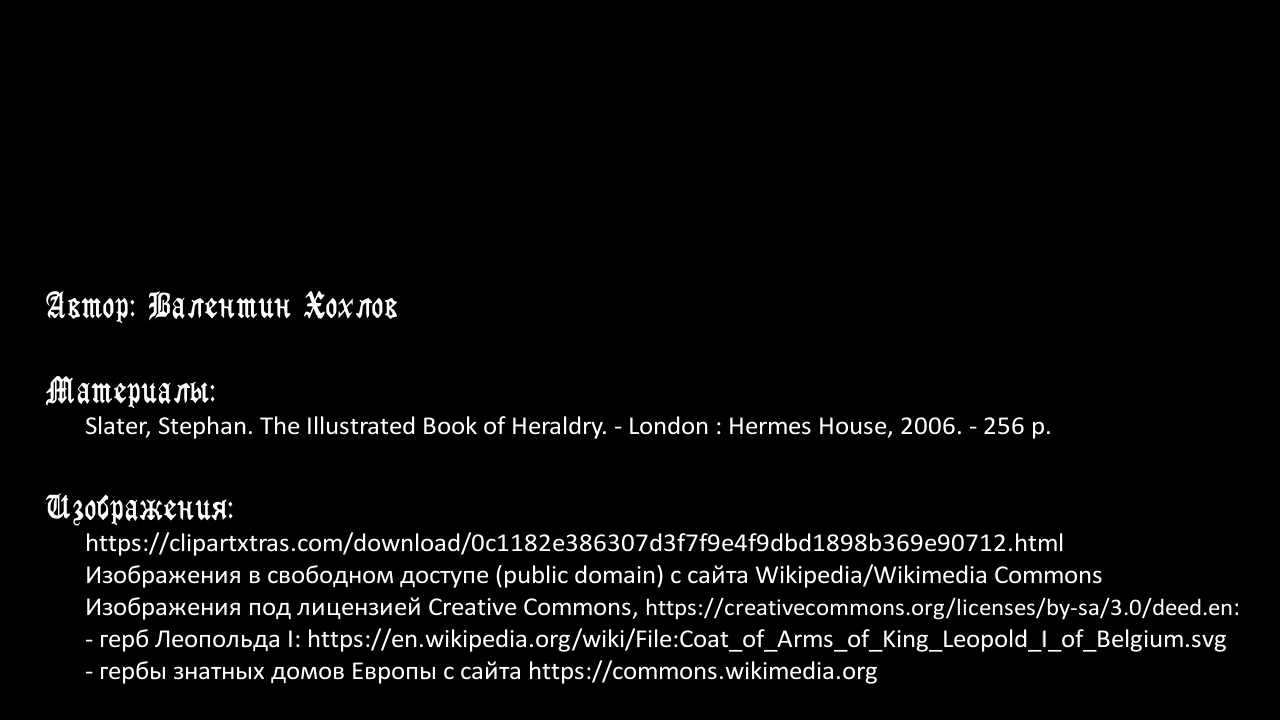 Автор: Валентин Хохлов
Материалы:
Slater, Stephan. The Illustrated Book of Heraldry. - London : Hermes House, 2006. - 256 p.
Изображения:
https://clipartxtras.com/download/0c1182e386307d3f7f9e4f9dbd1898b369e90712.html
Изображения в свободном доступе (public domain) с сайта Wikipedia/Wikimedia Commons
Изображения под лицензией Creative Commons, https://creativecommons.org/licenses/by-sa/3.0/deed.en:
- герб Леопольда I: https://en.wikipedia.org/wiki/File:Coat_of_Arms_of_King_Leopold_I_of_Belgium.svg
- гербы знатных домов Европы с сайта https://commons.wikimedia.org